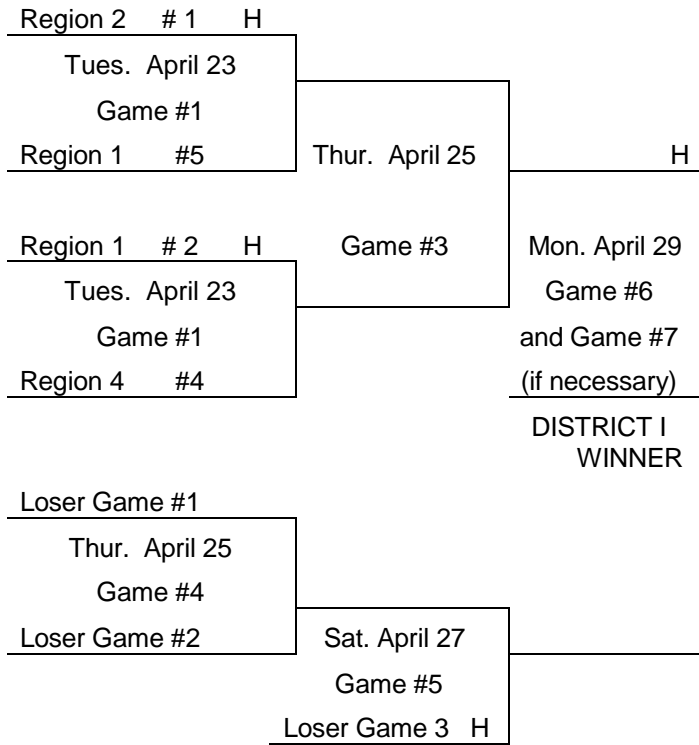 Region 2 # 1 H
Tues. April 23
Game #1
Region 1 #5
Thur. April 25
H
Region 1 # 2 H
Game #3
Mon. April 29
Tues. April 23
Game #6
Game #1
and Game #7
Region 4 #4
(if necessary)
DISTRICT I
WINNER
Loser Game #1
Thur. April 25
Game #4
Loser Game #2
Sat. April 27
Game #5
Loser Game 3 H